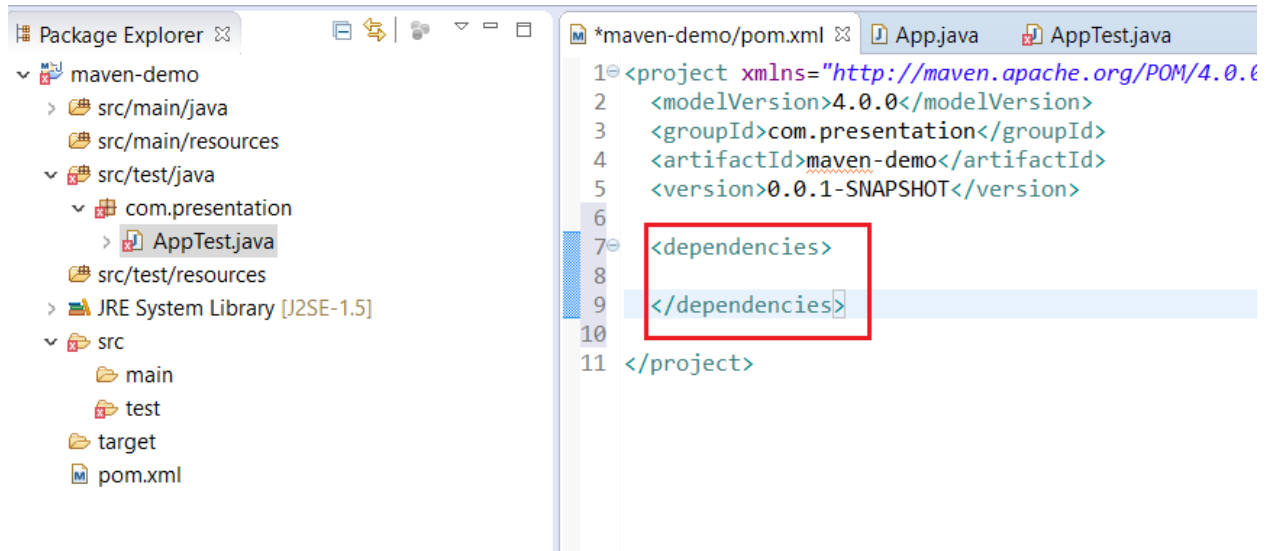 Package Explorer
maven-demo
src/main/java
src/main/resources
src/test/java
com.presentation
AppTest.java
src/test/resources
JRE System Library [J2SE-1.5]
src
main
test
target
pom.xml
*maven-demo/pom.xml App.java AppTest.java
1 <project xmlns="http://maven.apache.org/POM/4.0.0
2 <modelVersion>4.0.0</modelVersion>
3 <groupId>com.presentation</groupId>
4 <artifactId>maven-demo</artifactId>
5 <version>0.0.1-SNAPSHOT</version>
6
7 <dependencies>
8
9 </dependencies>
10
11 </project>